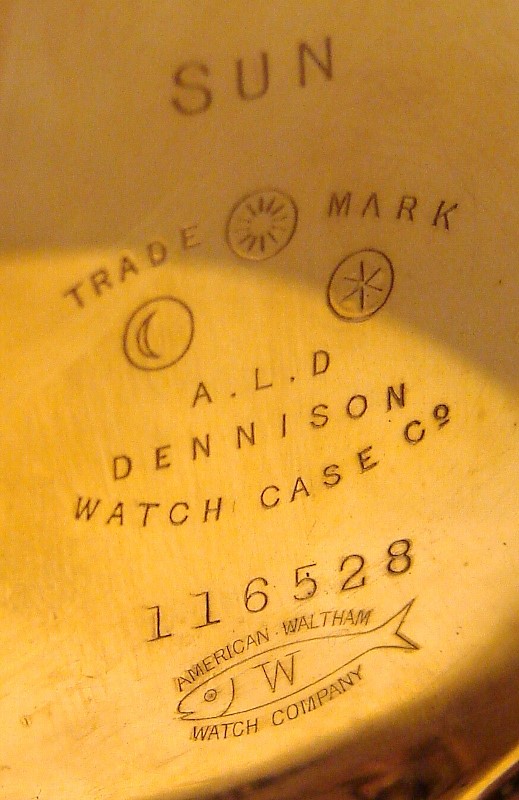 SUN
TRADE MARK
A.L.D
DENNISON
WATCH CASE Cº
116528
AMERICAN WALTHAM
W
WATCH COMPANY